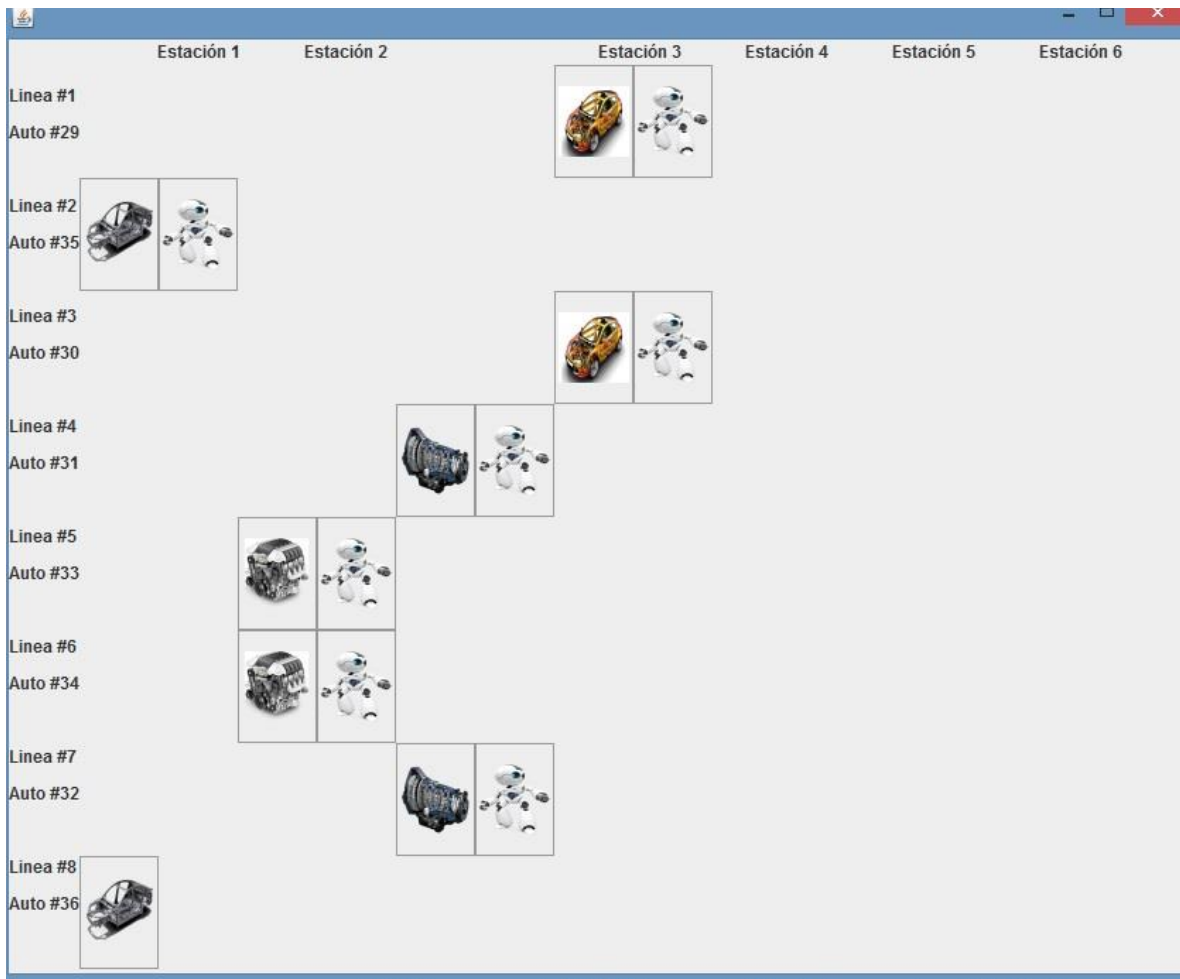 Estación 1 Estación 2 Estación 3 Estación 4 Estación 5 Estación 6
Linea #1
Auto #29
Linea #2
Auto #35
Linea #3
Auto #30
Linea #4
Auto #31
Linea #5
Auto #33
Linea #6
Auto #34
Linea #7
Auto #32
Linea #8
Auto #36